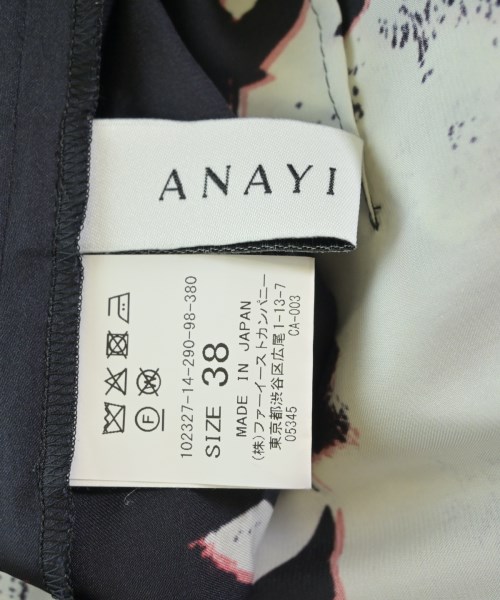 ANAYI
F
102327-14-290-98-380
SIZE 38
MADE IN JAPAN
(株)ファーイーストカンパニー
東京都渋谷区広尾1-13-7
05345 CA-003